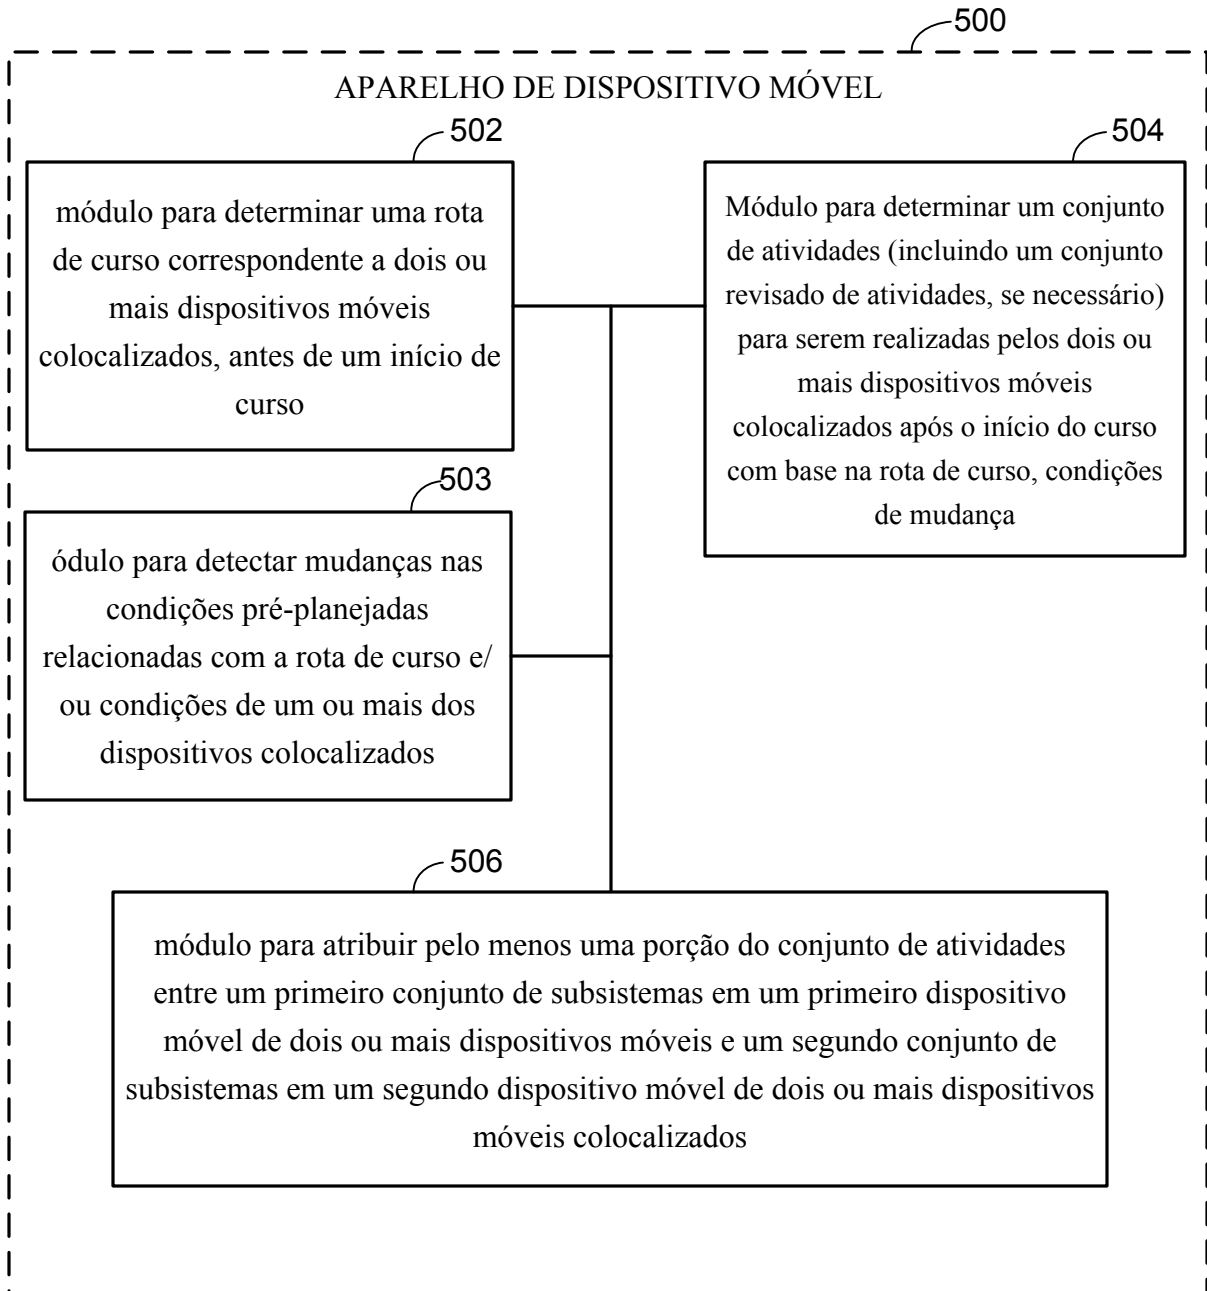 500
APARELHO DE DISPOSITIVO MÓVEL
502
módulo para determinar uma rota
de curso correspondente a dois ou
mais dispositivos móveis
colocalizados, antes de um início de
curso
504
Módulo para determinar um conjunto
de atividades (incluindo um conjunto
revisado de atividades, se necessário)
para serem realizadas pelos dois ou
mais dispositivos móveis
colocalizados após o início do curso
com base na rota de curso, condições
de mudança
503
ódulo para detectar mudanças nas
condições pré-planejadas
relacionadas com a rota de curso e/
ou condições de um ou mais dos
dispositivos colocalizados
506
módulo para atribuir pelo menos uma porção do conjunto de atividades
entre um primeiro conjunto de subsistemas em um primeiro dispositivo
móvel de dois ou mais dispositivos móveis e um segundo conjunto de
subsistemas em um segundo dispositivo móvel de dois ou mais dispositivos
móveis colocalizados